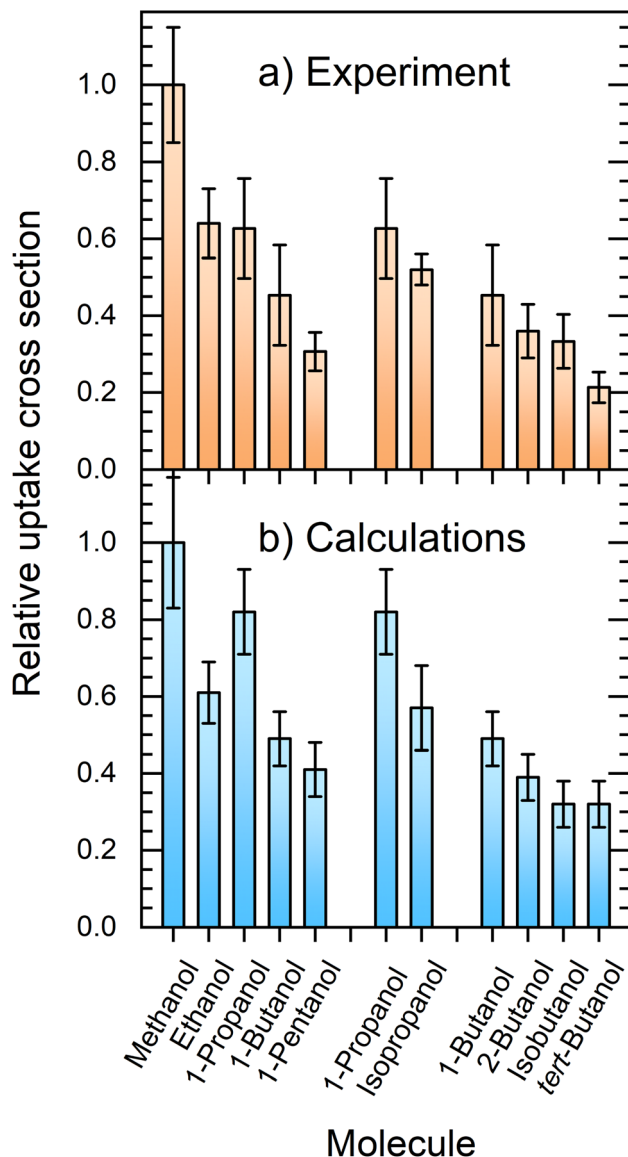 a) Experiment
1.0
0.8
0.6
0.4
0.2
0.0
Relative uptake cross section
b) Calculations
1.0
0.8
0.6
0.4
0.2
0.0
Methanol
Ethanol
1-Propanol
1-Butanol
1-Pentanol
1-Propanol
Isopropanol
1-Butanol
2-Butanol
Isobutanol
tert-Butanol
Molecule